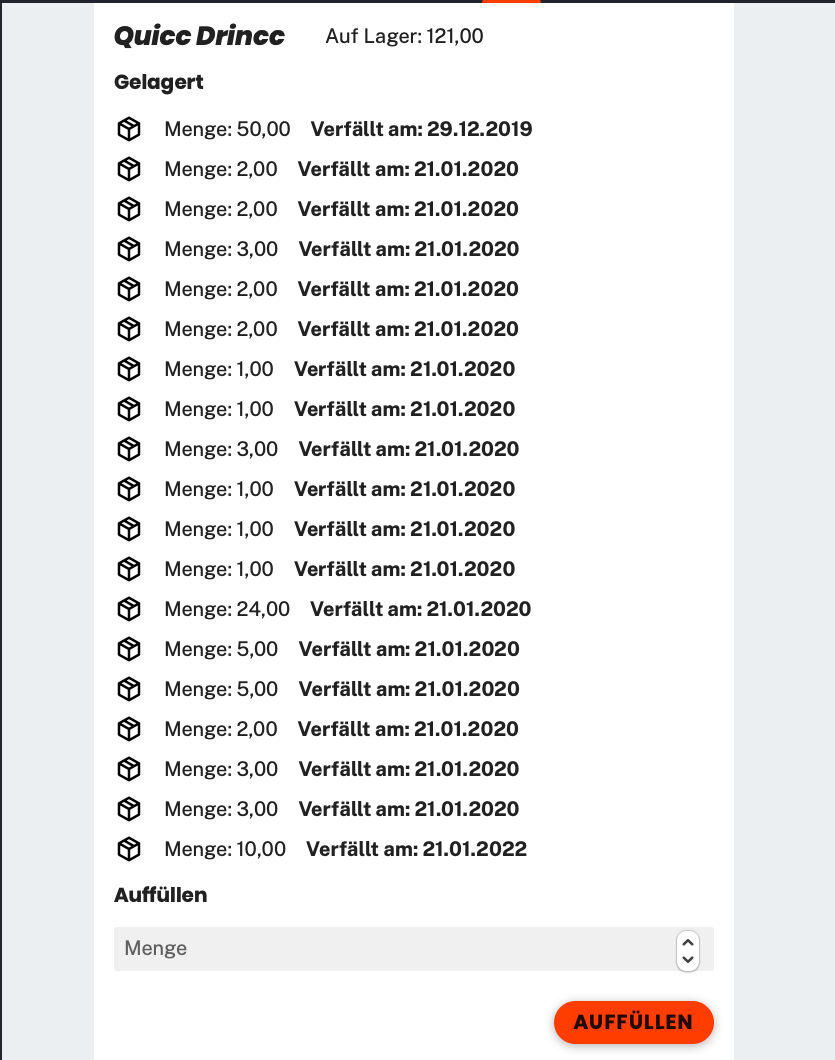 Quicc Drincc Auf Lager: 121,00
Gelagert
Menge: 50,00 Verfällt am: 29.12.2019
Menge: 2,00 Verfällt am: 21.01.2020
Menge: 2,00 Verfällt am: 21.01.2020
Menge: 3,00 Verfällt am: 21.01.2020
Menge: 2,00 Verfällt am: 21.01.2020
Menge: 2,00 Verfällt am: 21.01.2020
Menge: 1,00 Verfällt am: 21.01.2020
Menge: 1,00 Verfällt am: 21.01.2020
Menge: 3,00 Verfällt am: 21.01.2020
Menge: 1,00 Verfällt am: 21.01.2020
Menge: 1,00 Verfällt am: 21.01.2020
Menge: 1,00 Verfällt am: 21.01.2020
Menge: 24,00 Verfällt am: 21.01.2020
Menge: 5,00 Verfällt am: 21.01.2020
Menge: 5,00 Verfällt am: 21.01.2020
Menge: 2,00 Verfällt am: 21.01.2020
Menge: 3,00 Verfällt am: 21.01.2020
Menge: 3,00 Verfällt am: 21.01.2020
Menge: 10,00 Verfällt am: 21.01.2022
Auffüllen
Menge
AUFFÜLLEN